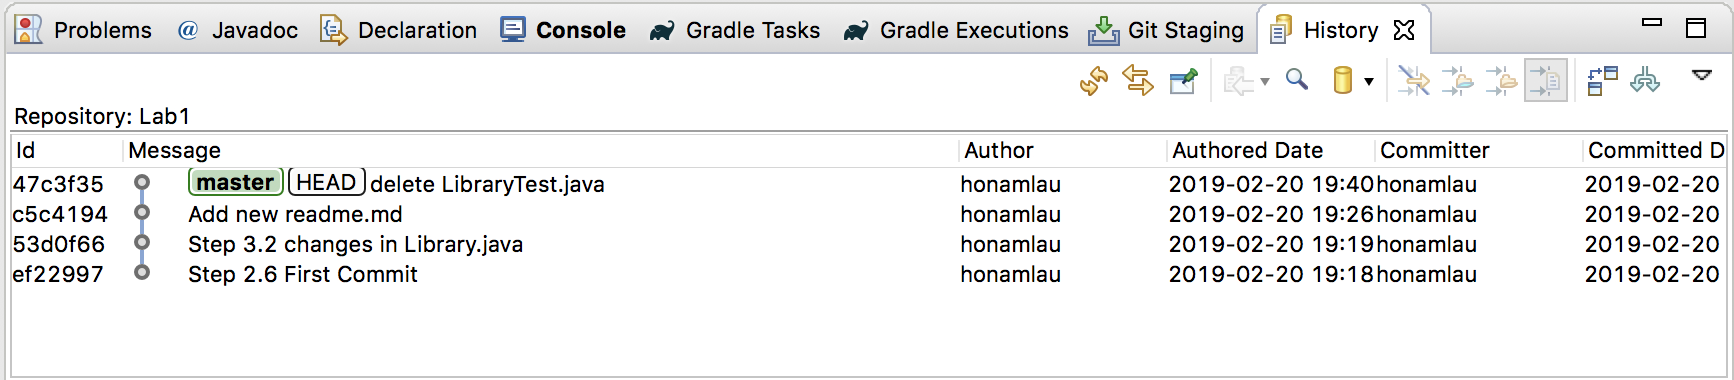 Problems @ Javadoc Declaration Console Gradle Tasks Gradle Executions Git Staging History
Repository: Lab1
Id Message Author Authored Date Committer Committed D
47c3f35 master HEAD delete LibraryTest.java honamlau 2019-02-20 19:40 honamlau 2019-02-20
c5c4194 Add new readme.md honamlau 2019-02-20 19:26 honamlau 2019-02-20
53d0f66 Step 3.2 changes in Library.java honamlau 2019-02-20 19:19 honamlau 2019-02-20
ef22997 Step 2.6 First Commit honamlau 2019-02-20 19:18 honamlau 2019-02-20